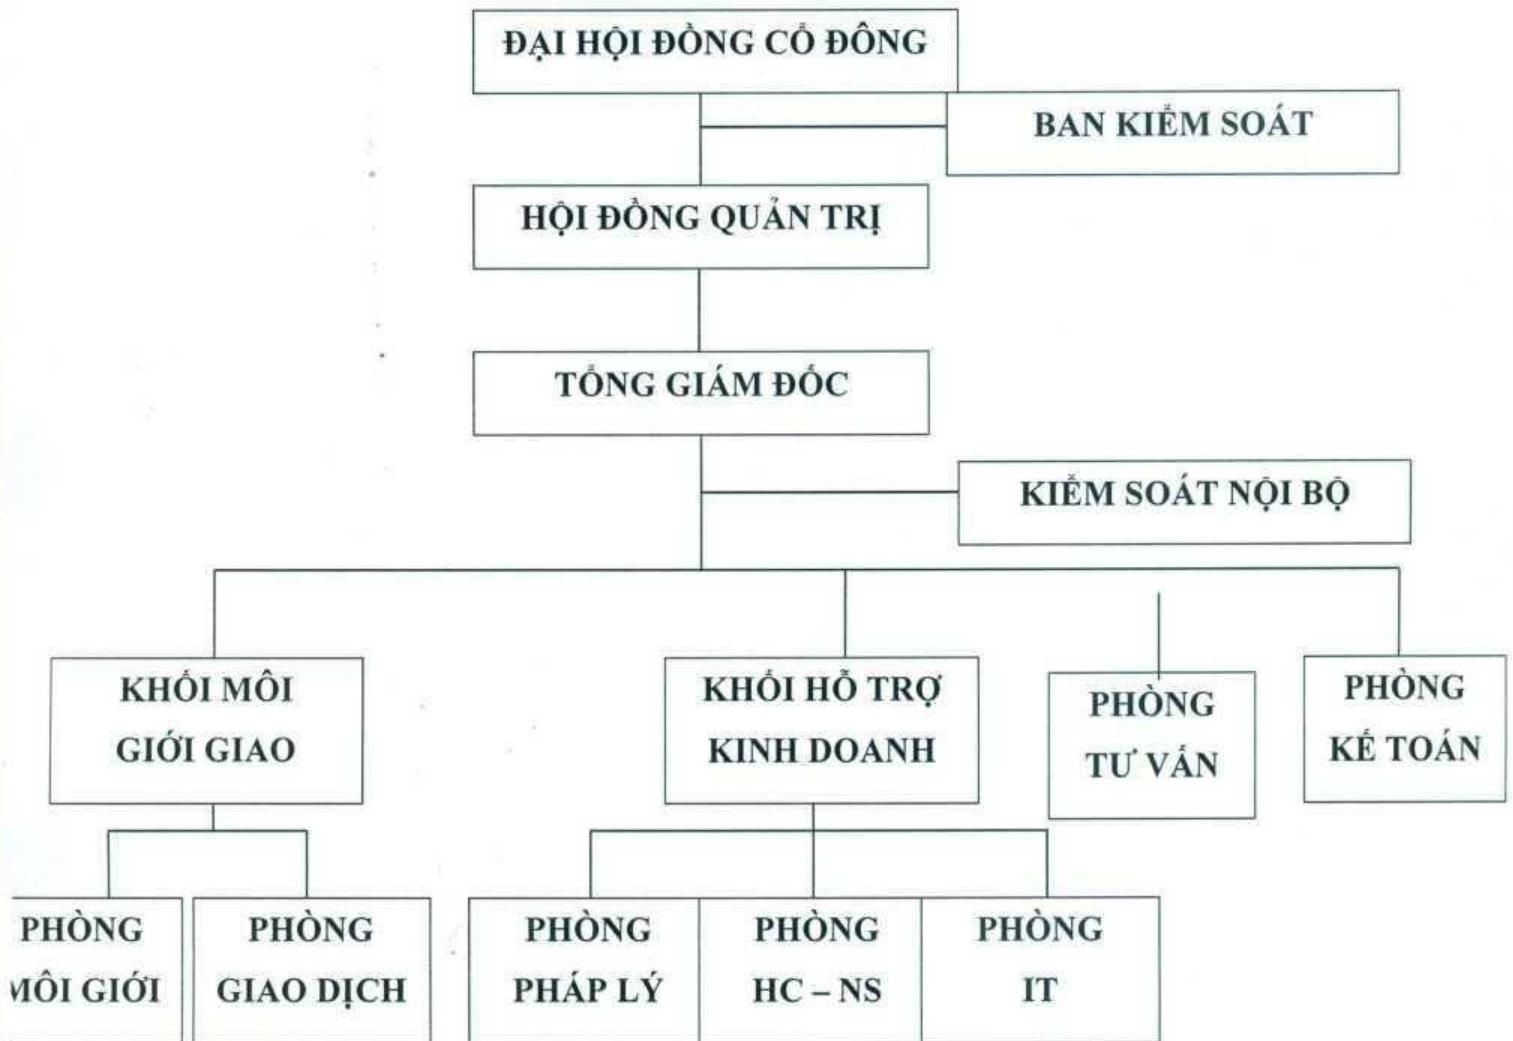 ĐẠI HỘI ĐỒNG CỔ ĐÔNG
BAN KIỂM SOÁT
HỘI ĐỒNG QUẢN TRỊ
TỔNG GIÁM ĐỐC
KIỂM SOÁT NỘI BỘ
KHỐI MÔI
GIỚI GIAO
KHỐI HỖ TRỢ
KINH DOANH
PHÒNG
TƯ VẤN
PHÒNG
KẾ TOÁN
PHÒNG
MÔI GIỚI
PHÒNG
GIAO DỊCH
PHÒNG
PHÁP LÝ
PHÒNG
HC – NS
PHÒNG
IT